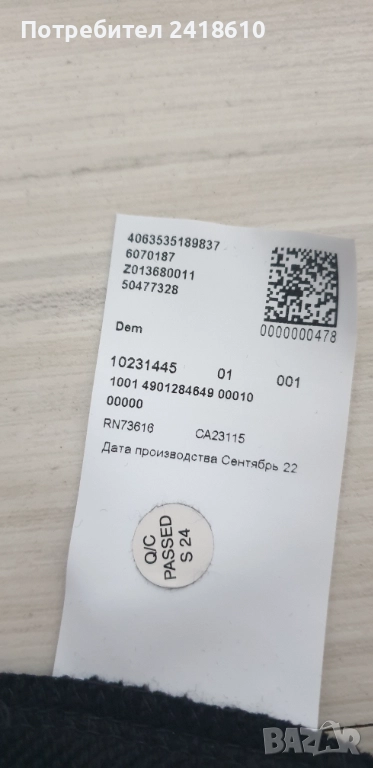 Потребител 2418610
4063535189837
6070187
Z013680011
50477328
0000000478
Dem
10231445 01 001
1001 4901284649 00010
00000
RN73616 CA23115
Дата производства Сентябрь 22
Q/C
PASSED
S 24
BAZAR